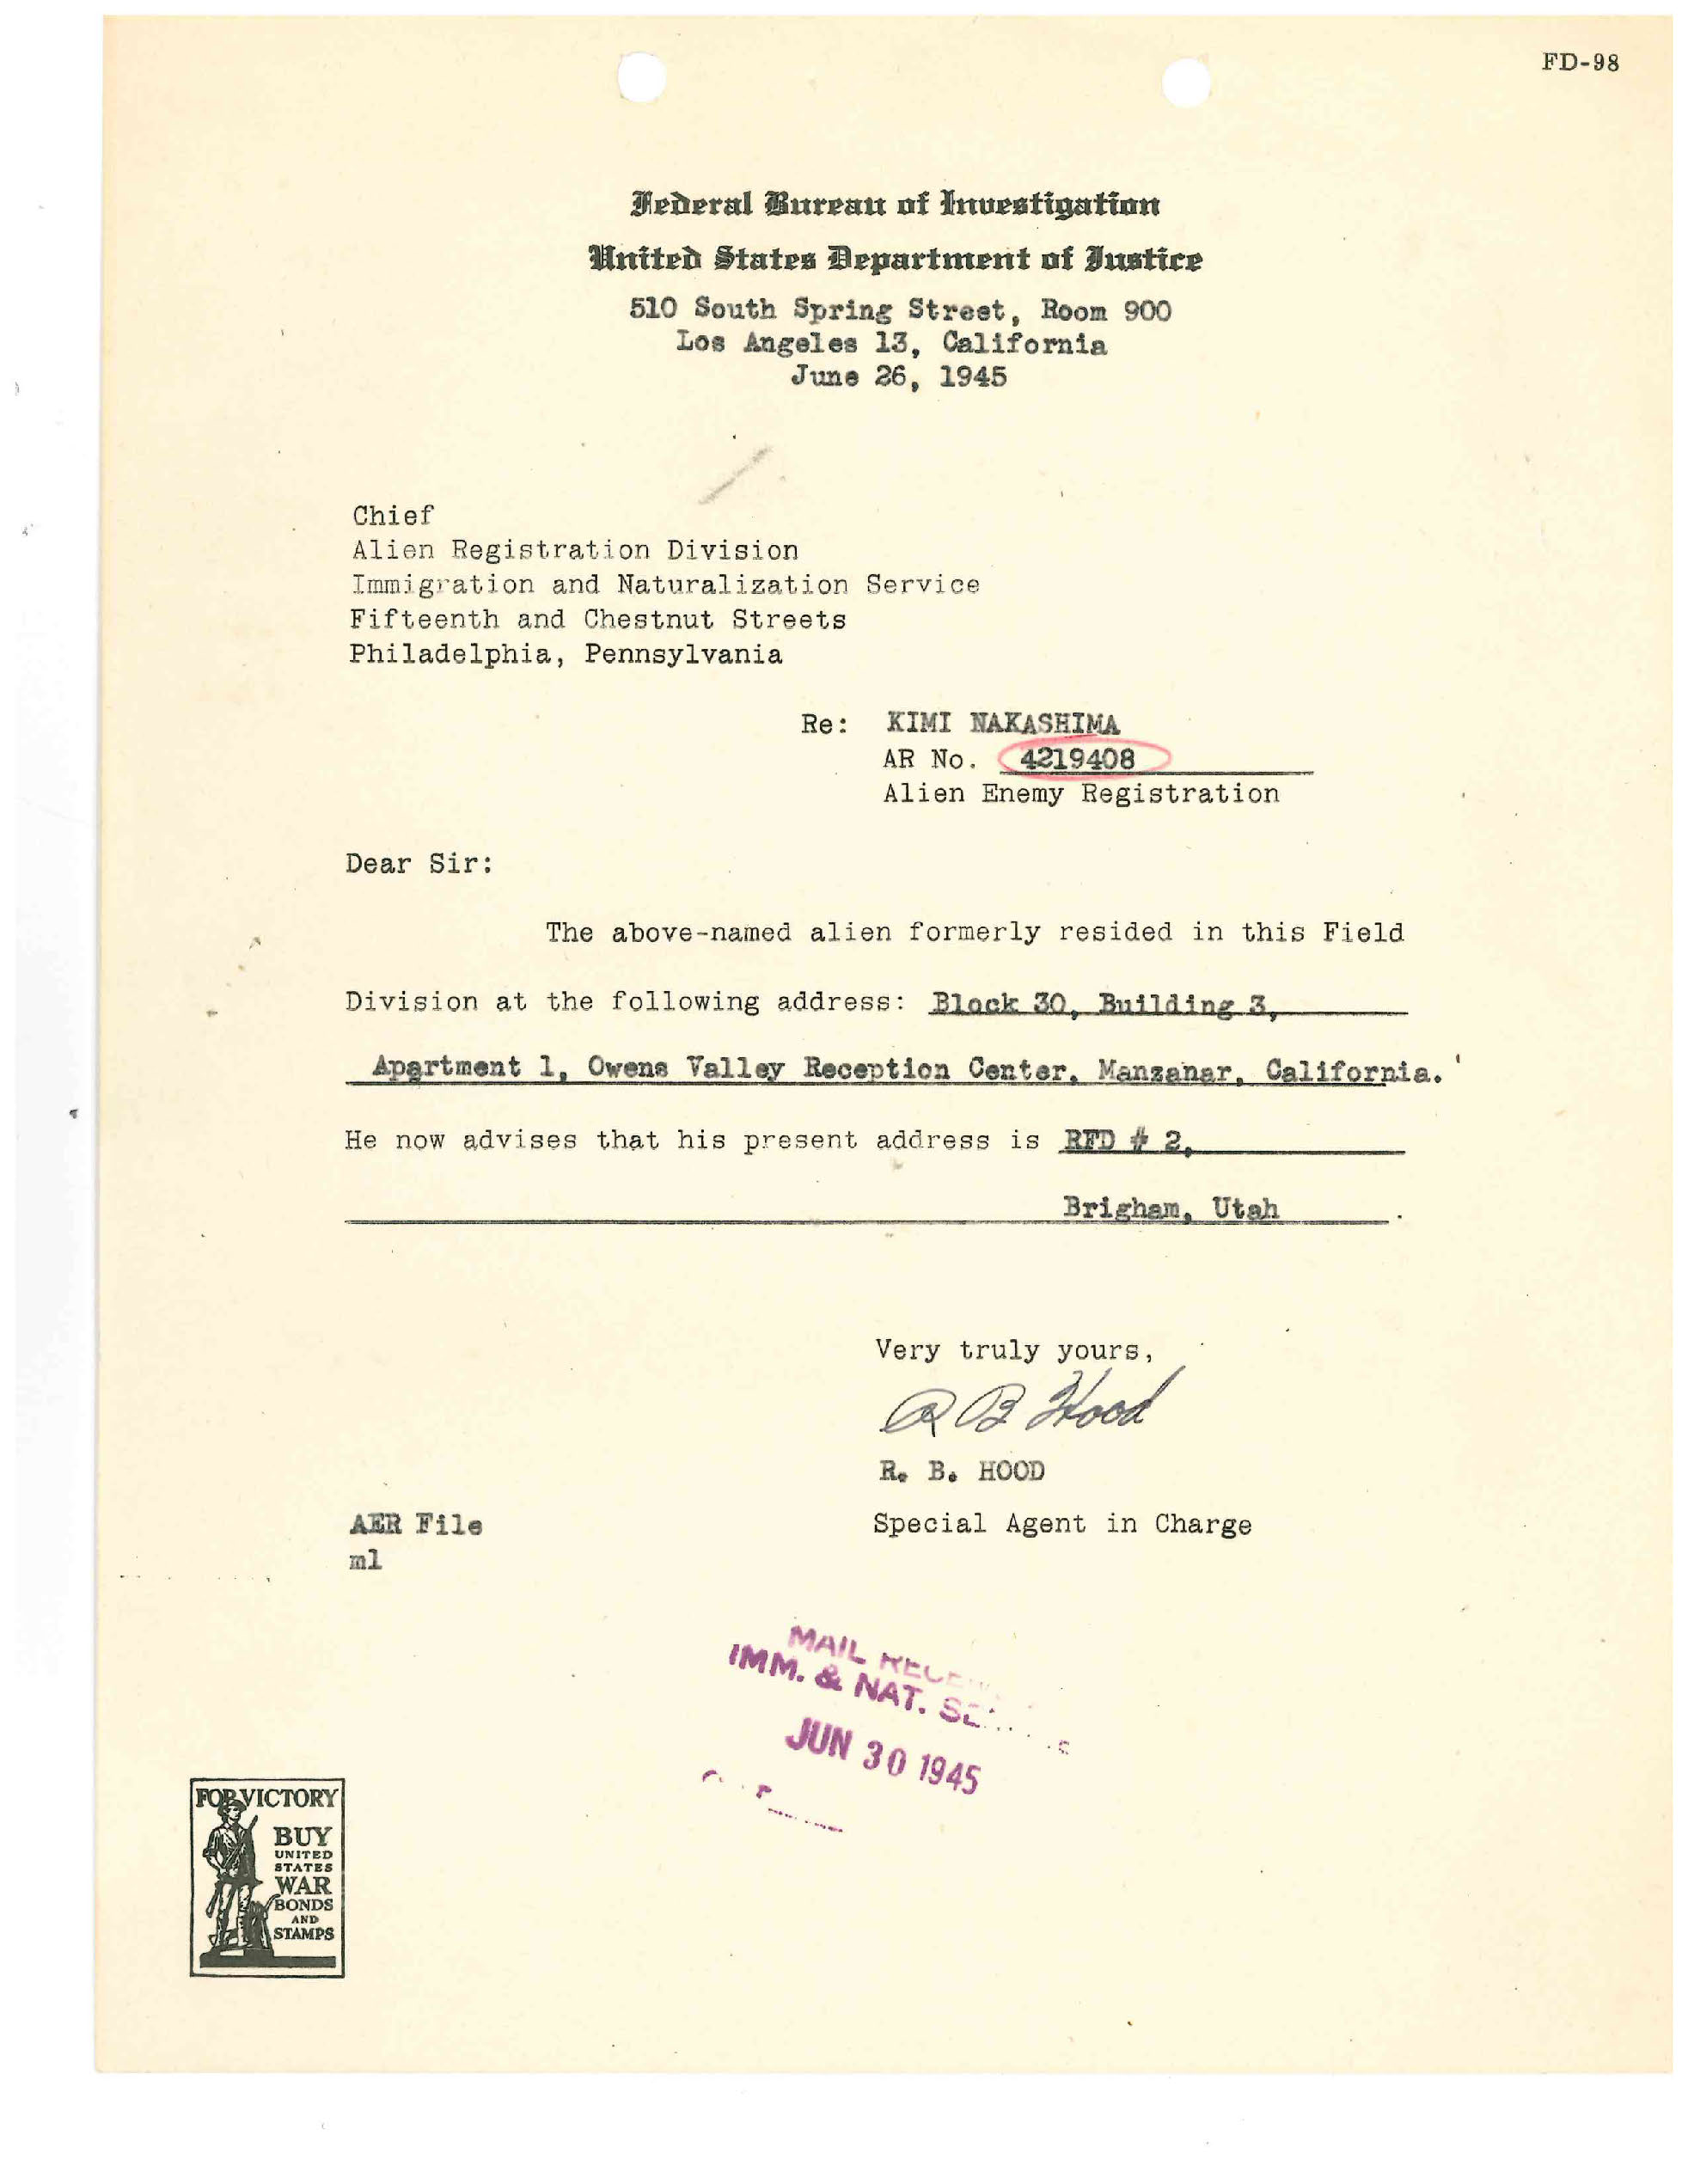 FD-98
Federal Bureau of Investigation
United States Department of Justice
510 South Spring Street, Room 900
Los Angeles 13, California
June 26, 1945
Chief
Alien Registration Division
Immigration and Naturalization Service
Fifteenth and Chestnut Streets
Philadelphia, Pennsylvania
Re: KIMI NAKASHIMA
AR No. 4219408
Alien Enemy Registration
Dear Sir:
The above-named alien formerly resided in this Field
Division at the following address: Block 30, Building 3,
Apartment 1, Owens Valley Reception Center, Manzanar, California.
He now advises that his present address is RFD # 2,
Brigham, Utah.
Very truly yours,
R B Hood
R. B. HOOD
AER File Special Agent in Charge
ml
MAIL
IMM. & NAT.
JUN 30 1945
FOR VICTORY
BUY
UNITED
STATES
WAR
BONDS
AND
STAMPS